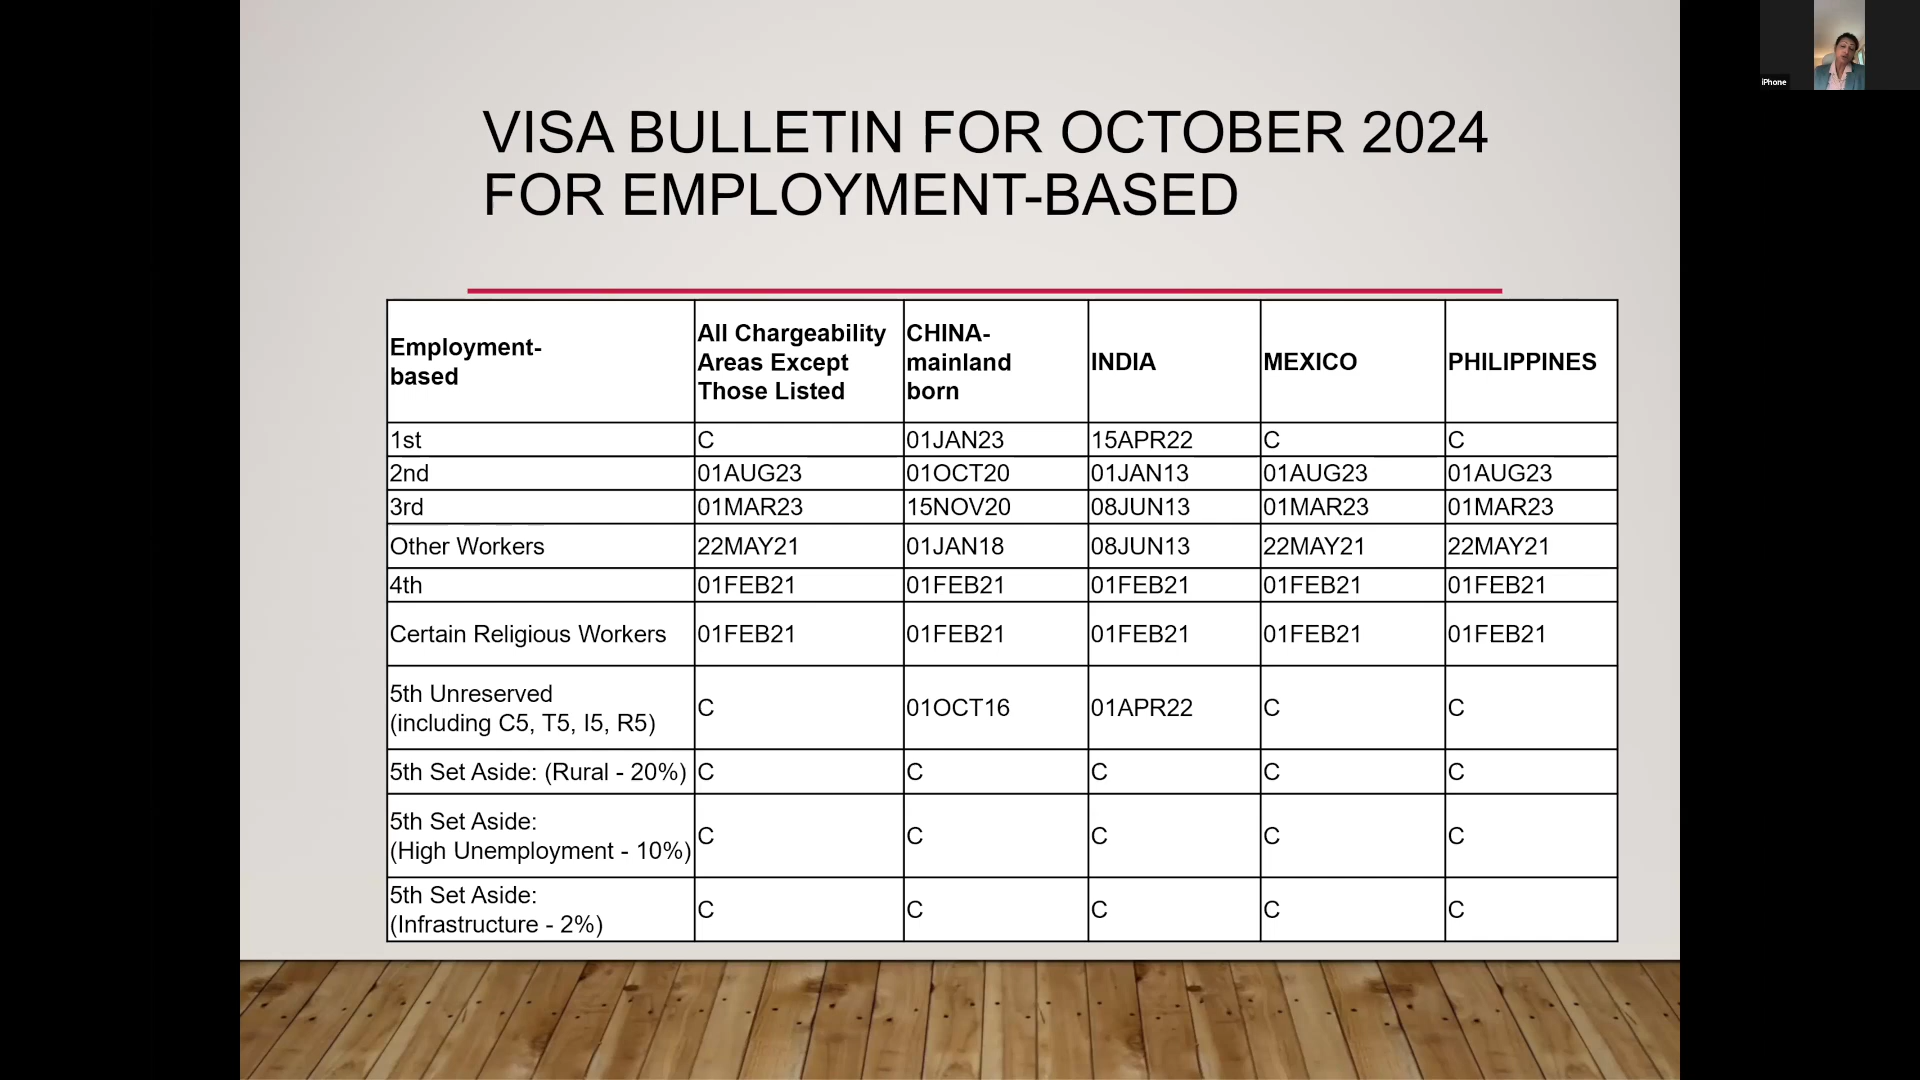 VISA BULLETIN FOR OCTOBER 2024
FOR EMPLOYMENT-BASED
Employment-
based
All Chargeability
Areas Except
Those Listed
CHINA-
mainland
born
INDIA
MEXICO
PHILIPPINES
1st C 01JAN23 15APR22 C C
2nd 01AUG23 01OCT20 01JAN13 01AUG23 01AUG23
3rd 01MAR23 15NOV20 08JUN13 01MAR23 01MAR23
Other Workers 22MAY21 01JAN18 08JUN13 22MAY21 22MAY21
4th 01FEB21 01FEB21 01FEB21 01FEB21 01FEB21
Certain Religious Workers 01FEB21 01FEB21 01FEB21 01FEB21 01FEB21
5th Unreserved
(including C5, T5, I5, R5) C 01OCT16 01APR22 C C
5th Set Aside: (Rural - 20%) C C C C C
5th Set Aside:
(High Unemployment - 10%) C C C C C
5th Set Aside:
(Infrastructure - 2%) C C C C C
iPhone